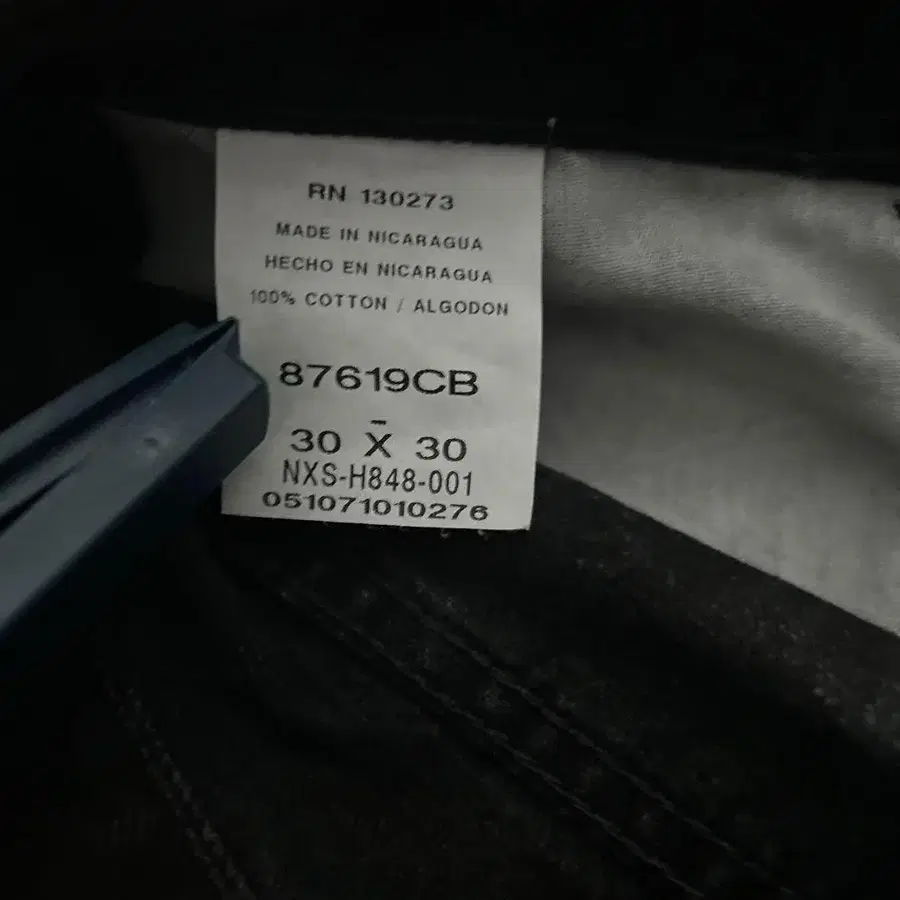 RN 130273
MADE IN NICARAGUA
HECHO EN NICARAGUA
100% COTTON / ALGODON
87619CB
-
30 X 30
NXS-H848-001
051071010276